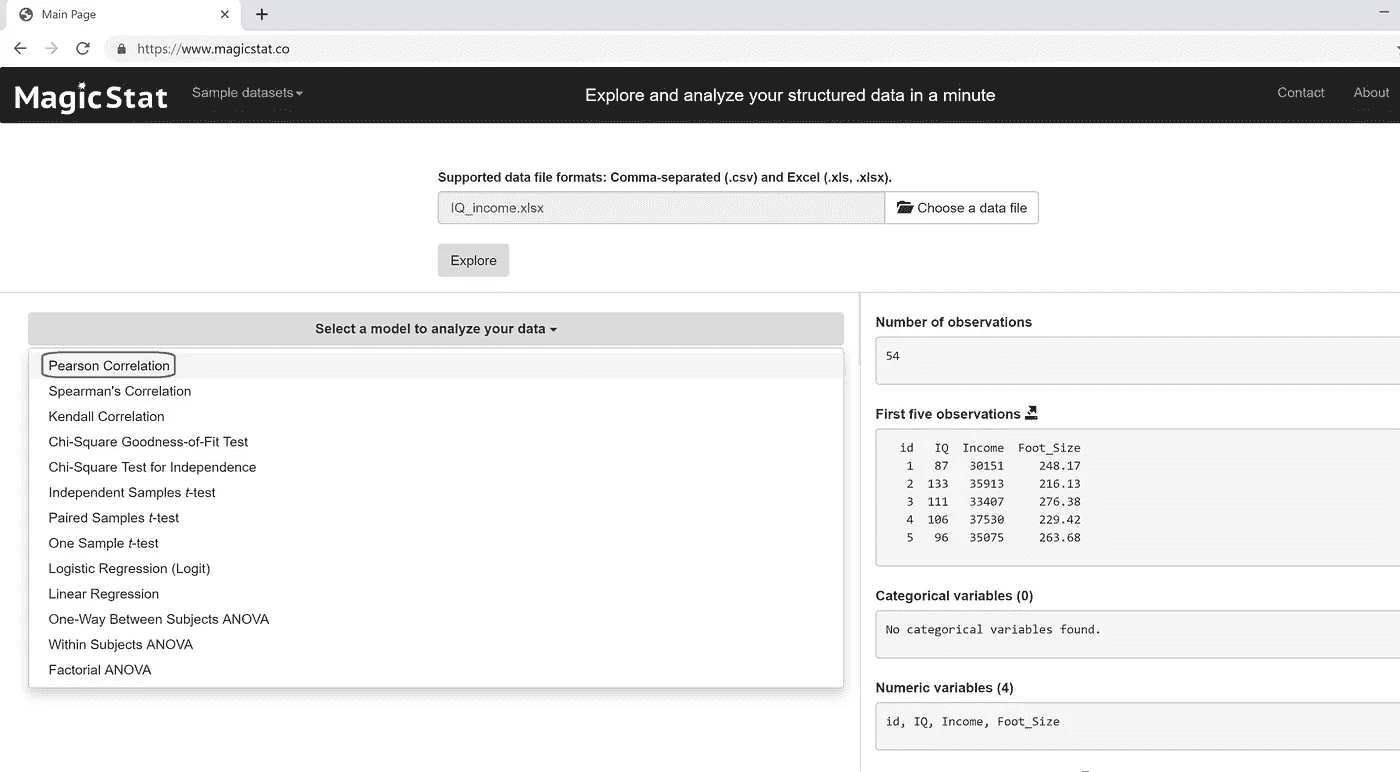 Main Page
https://www.magicstat.co
MagicStat Sample datasets Explore and analyze your structured data in a minute Contact About
Supported data file formats: Comma-separated (.csv) and Excel (.xls, .xlsx).
IQ_income.xlsx Choose a data file
Explore
Select a model to analyze your data
Pearson Correlation
Spearman's Correlation
Kendall Correlation
Chi-Square Goodness-of-Fit Test
Chi-Square Test for Independence
Independent Samples t-test
Paired Samples t-test
One Sample t-test
Logistic Regression (Logit)
Linear Regression
One-Way Between Subjects ANOVA
Within Subjects ANOVA
Factorial ANOVA
Number of observations
54
First five observations
id IQ Income Foot_Size
1 87 30151 248.17
2 133 35913 216.13
3 111 33407 276.38
4 106 37530 229.42
5 96 35075 263.68
Categorical variables (0)
No categorical variables found.
Numeric variables (4)
id, IQ, Income, Foot_Size